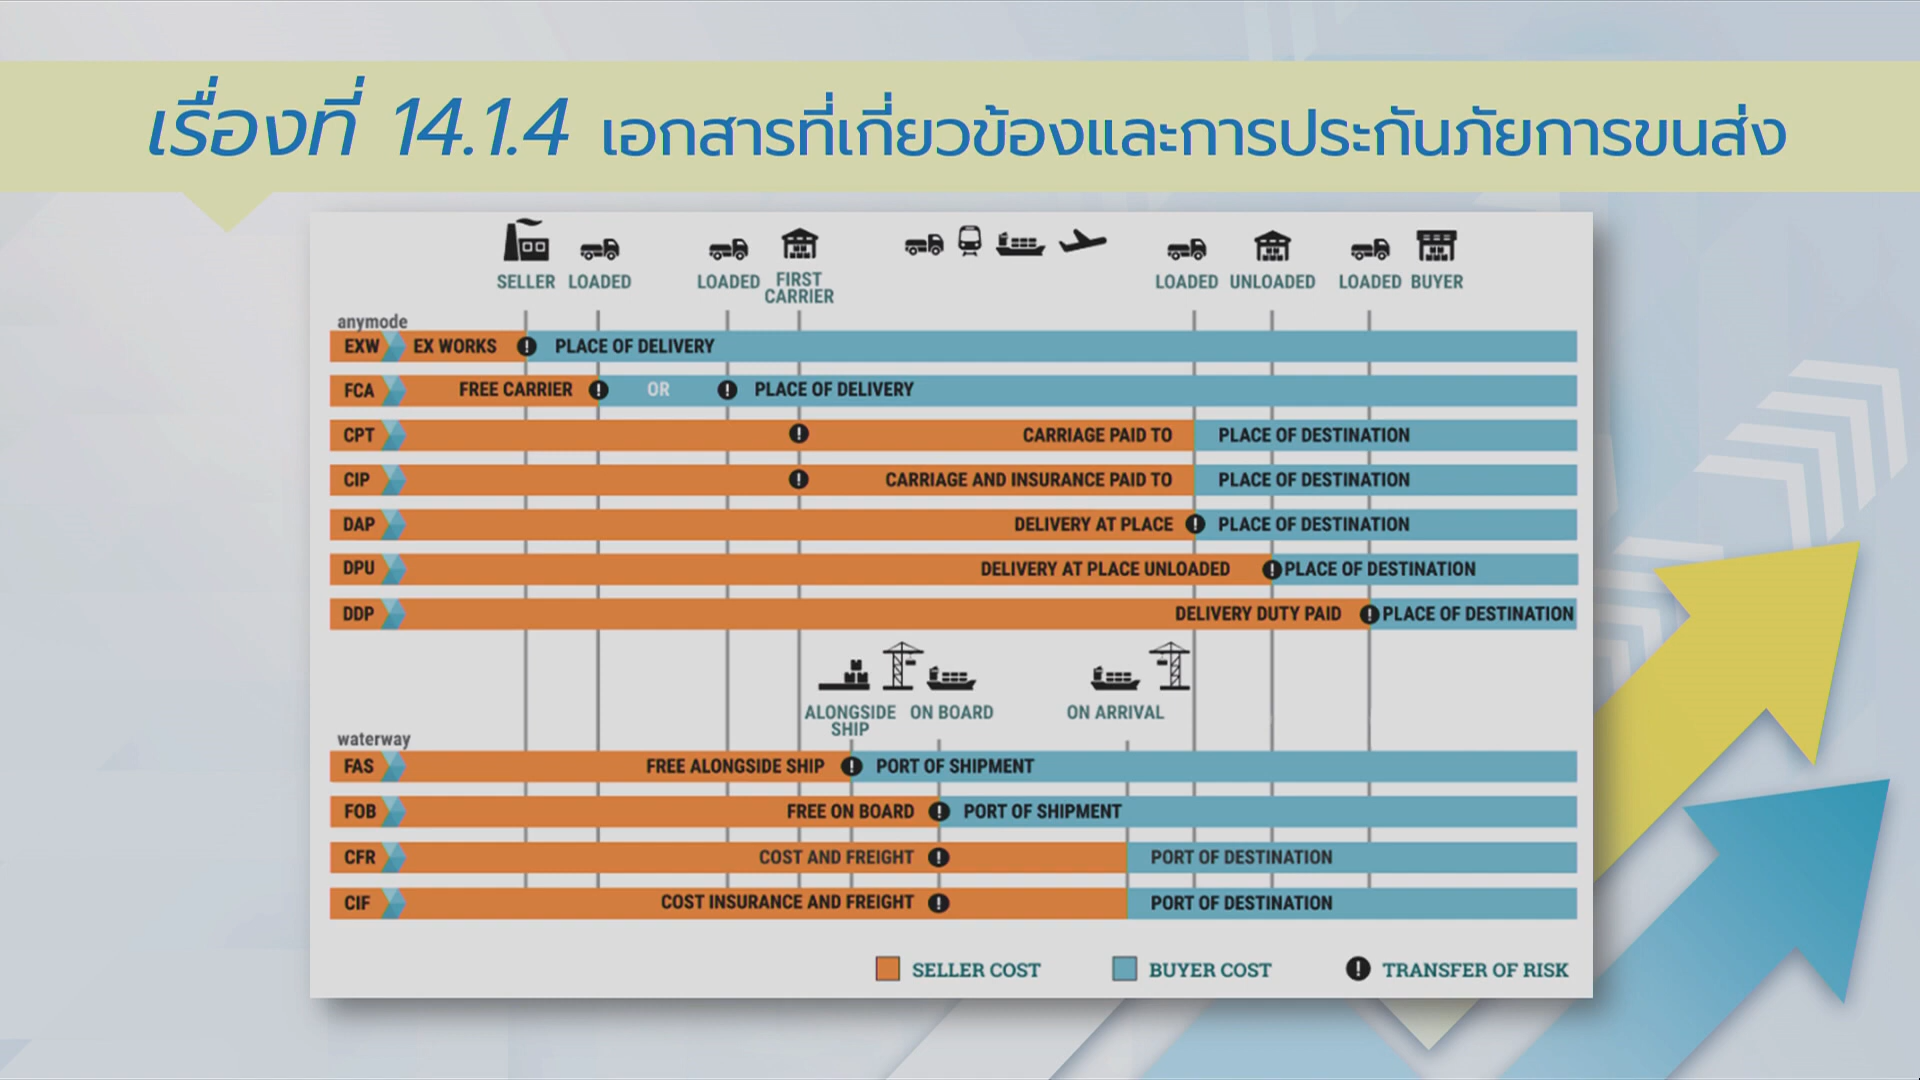 เรื่องที่ 14.1.4 เอกสารที่เกี่ยวข้องและการประกันภัยการขนส่ง
SELLER LOADED LOADED FIRST CARRIER LOADED UNLOADED LOADED BUYER
anymode
EXW EX WORKS ! PLACE OF DELIVERY
FCA FREE CARRIER ! OR ! PLACE OF DELIVERY
CPT ! CARRIAGE PAID TO PLACE OF DESTINATION
CIP ! CARRIAGE AND INSURANCE PAID TO PLACE OF DESTINATION
DAP DELIVERY AT PLACE ! PLACE OF DESTINATION
DPU DELIVERY AT PLACE UNLOADED ! PLACE OF DESTINATION
DDP DELIVERY DUTY PAID ! PLACE OF DESTINATION
ALONGSIDE SHIP ON BOARD ON ARRIVAL
waterway
FAS FREE ALONGSIDE SHIP ! PORT OF SHIPMENT
FOB FREE ON BOARD ! PORT OF SHIPMENT
CFR COST AND FREIGHT ! PORT OF DESTINATION
CIF COST INSURANCE AND FREIGHT ! PORT OF DESTINATION
SELLER COST BUYER COST ! TRANSFER OF RISK